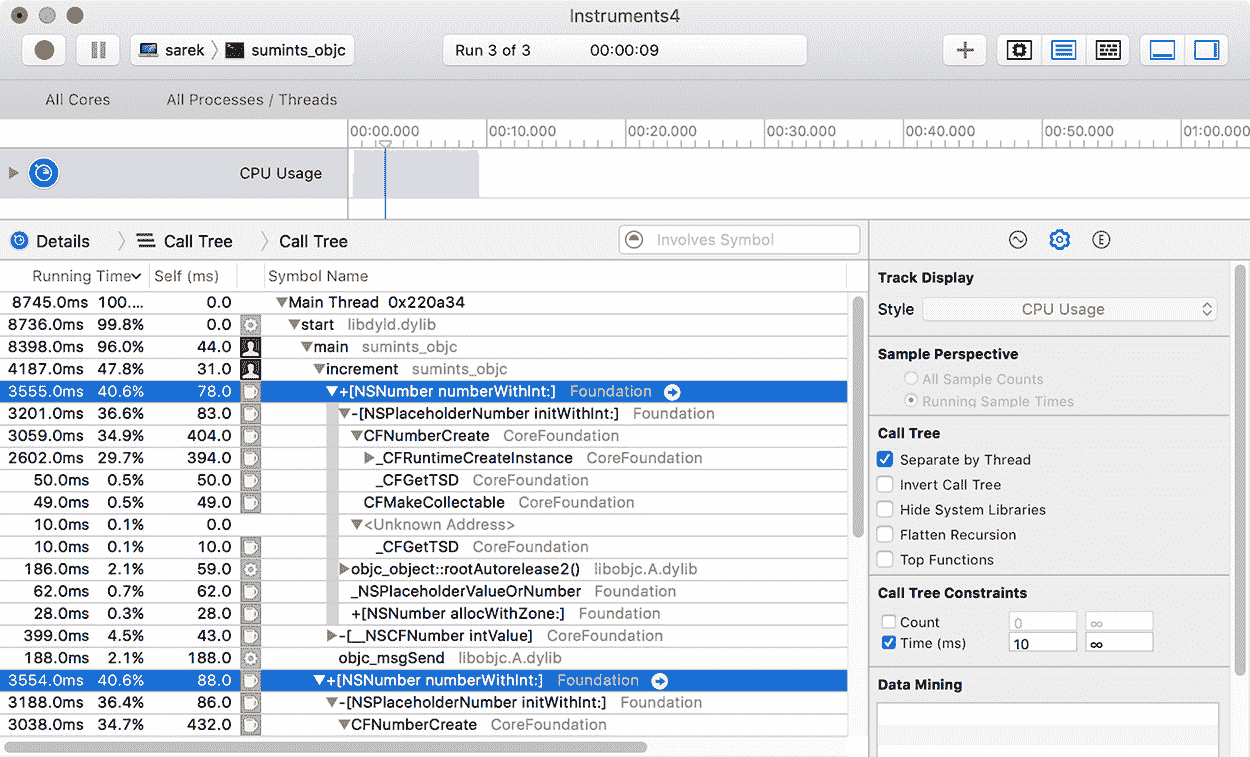 Instruments4
sarek sumints_objc Run 3 of 3 00:00:09
All Cores All Processes / Threads
00:00.000 00:10.000 00:20.000 00:30.000 00:40.000 00:50.000 01:00.000
CPU Usage
Details Call Tree Call Tree Involves Symbol
Running Time Self (ms) Symbol Name
8745.0ms 100.... 0.0 Main Thread 0x220a34
8736.0ms 99.8% 0.0 start libdyld.dylib
8398.0ms 96.0% 44.0 main sumints_objc
4187.0ms 47.8% 31.0 increment sumints_objc
3555.0ms 40.6% 78.0 +[NSNumber numberWithInt:] Foundation
3201.0ms 36.6% 83.0 -[NSPlaceholderNumber initWithInt:] Foundation
3059.0ms 34.9% 404.0 CFNumberCreate CoreFoundation
2602.0ms 29.7% 394.0 _CFRuntimeCreateInstance CoreFoundation
50.0ms 0.5% 50.0 _CFGetTSD CoreFoundation
49.0ms 0.5% 49.0 CFMakeCollectable CoreFoundation
10.0ms 0.1% 0.0 <Unknown Address>
10.0ms 0.1% 10.0 _CFGetTSD CoreFoundation
186.0ms 2.1% 59.0 objc_object::rootAutorelease2() libobjc.A.dylib
62.0ms 0.7% 62.0 _NSPlaceholderValueOrNumber Foundation
28.0ms 0.3% 28.0 +[NSNumber allocWithZone:] Foundation
399.0ms 4.5% 43.0 -[__NSCFNumber intValue] CoreFoundation
188.0ms 2.1% 188.0 objc_msgSend libobjc.A.dylib
3554.0ms 40.6% 88.0 +[NSNumber numberWithInt:] Foundation
3188.0ms 36.4% 86.0 -[NSPlaceholderNumber initWithInt:] Foundation
3038.0ms 34.7% 432.0 CFNumberCreate CoreFoundation
E
Track Display
Style CPU Usage
Sample Perspective
All Sample Counts
Running Sample Times
Call Tree
Separate by Thread
Invert Call Tree
Hide System Libraries
Flatten Recursion
Top Functions
Call Tree Constraints
Count 0 ∞
Time (ms) 10 ∞
Data Mining